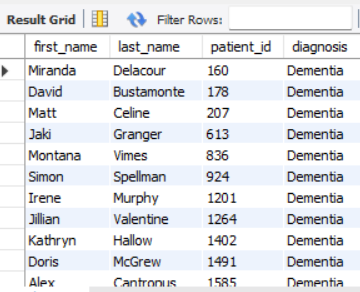 Result Grid Filter Rows:
first_name last_name patient_id diagnosis
Miranda Delacour 160 Dementia
David Bustamonte 178 Dementia
Matt Celine 207 Dementia
Jaki Granger 613 Dementia
Montana Vimes 836 Dementia
Simon Spellman 924 Dementia
Irene Murphy 1201 Dementia
Jillian Valentine 1264 Dementia
Kathryn Hallow 1402 Dementia
Doris McGrew 1491 Dementia
Alex Cantropus 1585 Dementia